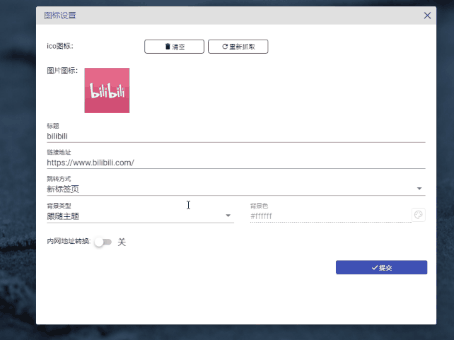 图标设置
ico图标:
清空
重新抓取
图片图标:
bilibili
标题
bilibili
链接地址
https://www.bilibili.com/
跳转方式
新标签页
背景类型
跟随主题
背景色
#ffffff
内网地址转换
关
提交